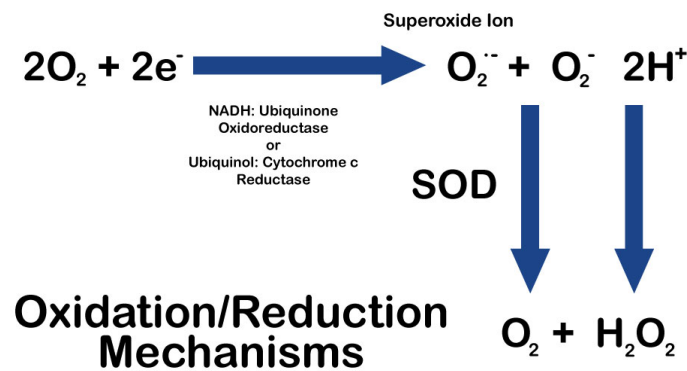 Superoxide Ion
2O₂ + 2e⁻ O₂·⁻ + O₂⁻ 2H⁺
NADH: Ubiquinone
Oxidoreductase
or
Ubiquinol: Cytochrome c
Reductase
SOD
Oxidation/Reduction
Mechanisms
O₂ + H₂O₂